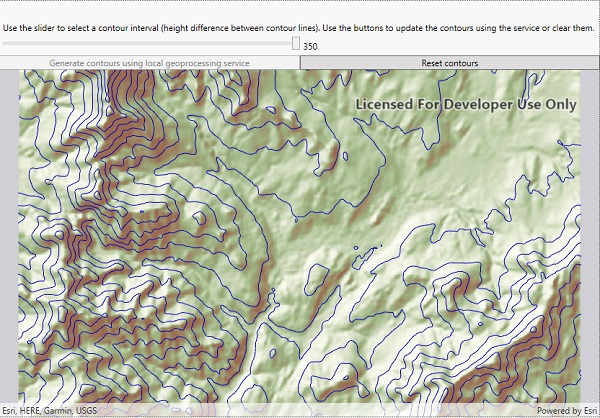 Use the slider to select a contour interval (height difference between contour lines). Use the buttons to update the contours using the service or clear them.
350
Generate contours using local geoprocessing service
Reset contours
Licensed For Developer Use Only
Esri, HERE, Garmin, USGS
Powered by Esri